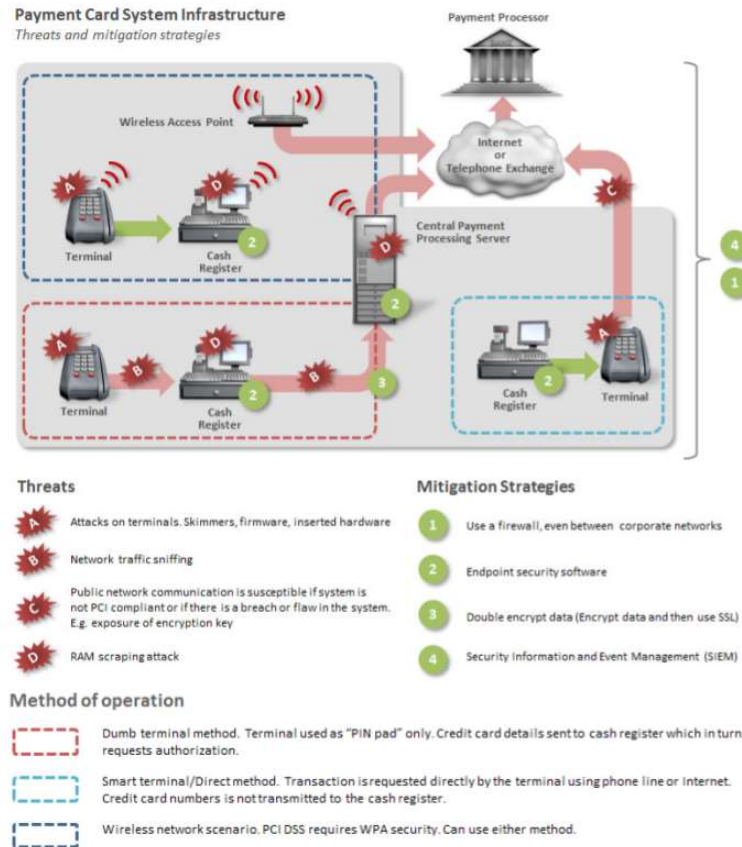 Payment Card System Infrastructure
Threats and mitigation strategies
Payment Processor
Wireless Access Point
Internet
or
Telephone Exchange
A
D
C
Terminal
2
Cash
Register
D
Central Payment
Processing Server
2
4
1
A
B
D
B
3
Terminal
2
Cash
Register
A
2
Cash
Register
Terminal
Threats
A Attacks on terminals. Skimmers, firmware, inserted hardware
B Network traffic sniffing
C Public network communication is susceptible if system is
not PCI compliant or if there is a breach or flaw in the system.
E.g. exposure of encryption key
D RAM scraping attack
Mitigation Strategies
1 Use a firewall, even between corporate networks
2 Endpoint security software
3 Double encrypt data (Encrypt data and then use SSL)
4 Security Information and Event Management (SIEM)
Method of operation
Dumb terminal method. Terminal used as "PIN pad" only. Credit card details sent to cash register which in turn
requests authorization.
Smart terminal/Direct method. Transaction is requested directly by the terminal using phone line or Internet.
Credit card numbers is not transmitted to the cash register.
Wireless network scenario. PCI DSS requires WPA security. Can use either method.